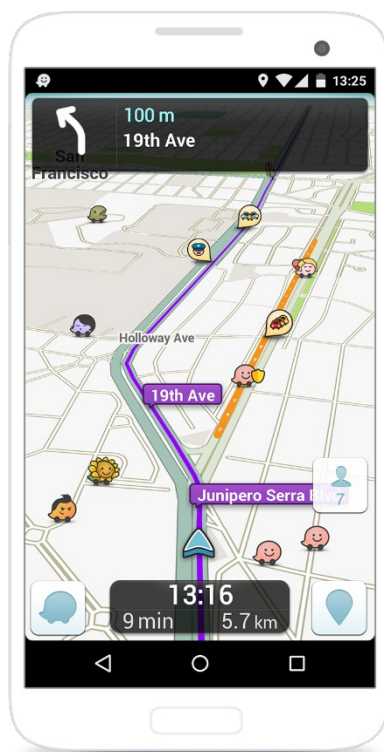 13:25
100 m
19th Ave
San
Francisco
Holloway Ave
19th Ave
Junipero Serra Blvd
7
13:16
9 min 5.7 km